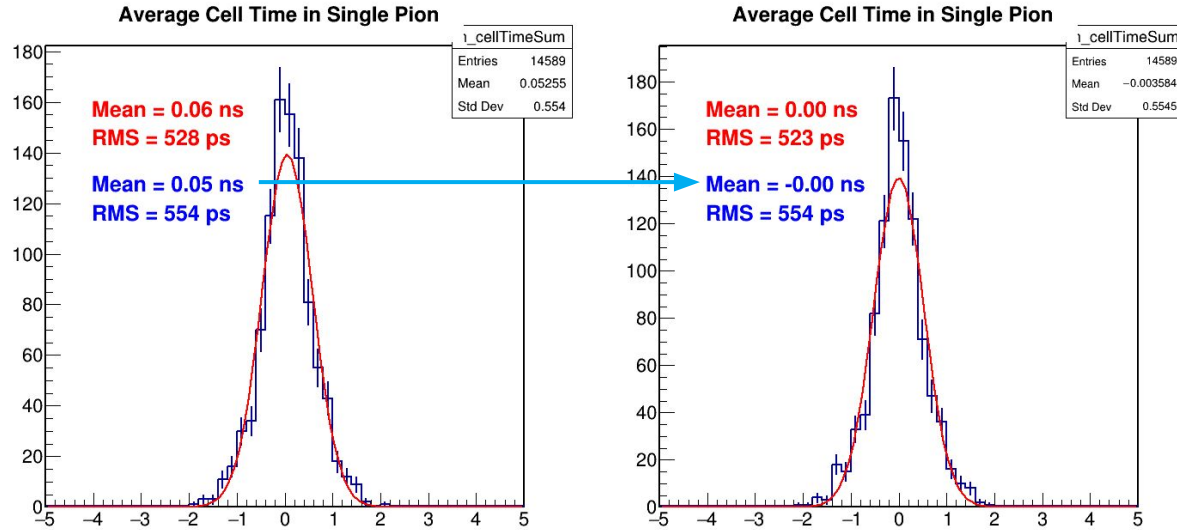 Average Cell Time in Single Pion
_cellTimeSum
Entries 14589
Mean 0.05255
Std Dev 0.554
Mean = 0.06 ns
RMS = 528 ps
Mean = 0.05 ns
RMS = 554 ps
180
160
140
120
100
80
60
40
20
0
−5 −4 −3 −2 −1 0 1 2 3 4 5
Average Cell Time in Single Pion
_cellTimeSum
Entries 14589
Mean −0.003584
Std Dev 0.5545
Mean = 0.00 ns
RMS = 523 ps
Mean = -0.00 ns
RMS = 554 ps
180
160
140
120
100
80
60
40
20
0
−5 −4 −3 −2 −1 0 1 2 3 4 5